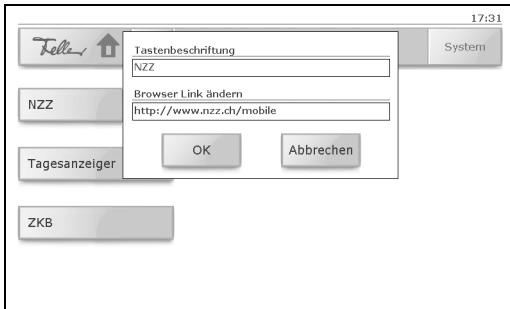 17:31
Feller
System
Tastenbeschriftung
NZZ
Browser Link ändern
http://www.nzz.ch/mobile
OK
Abbrechen
NZZ
Tagesanzeiger
ZKB